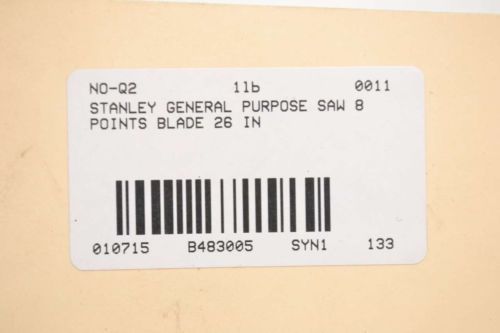 NO-Q2 1lb 0011
STANLEY GENERAL PURPOSE SAW 8
POINTS BLADE 26 IN
010715 B483005 SYN1 133